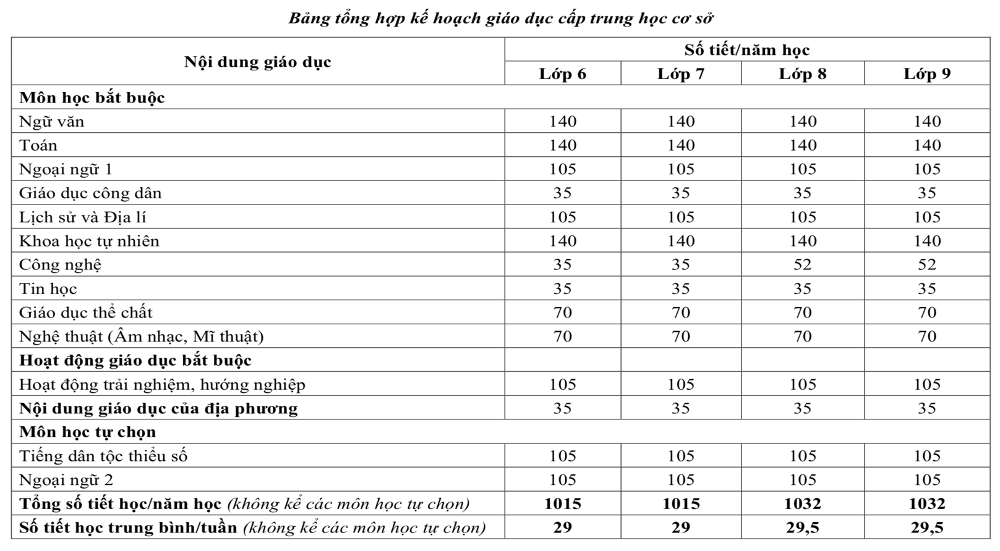 Bảng tổng hợp kế hoạch giáo dục cấp trung học cơ sở
Nội dung giáo dục
Số tiết/năm học
Lớp 6 Lớp 7 Lớp 8 Lớp 9
Môn học bắt buộc
Ngữ văn 140 140 140 140
Toán 140 140 140 140
Ngoại ngữ 1 105 105 105 105
Giáo dục công dân 35 35 35 35
Lịch sử và Địa lí 105 105 105 105
Khoa học tự nhiên 140 140 140 140
Công nghệ 35 35 52 52
Tin học 35 35 35 35
Giáo dục thể chất 70 70 70 70
Nghệ thuật (Âm nhạc, Mĩ thuật) 70 70 70 70
Hoạt động giáo dục bắt buộc
Hoạt động trải nghiệm, hướng nghiệp 105 105 105 105
Nội dung giáo dục của địa phương 35 35 35 35
Môn học tự chọn
Tiếng dân tộc thiểu số 105 105 105 105
Ngoại ngữ 2 105 105 105 105
Tổng số tiết học/năm học (không kể các môn học tự chọn) 1015 1015 1032 1032
Số tiết học trung bình/tuần (không kể các môn học tự chọn) 29 29 29,5 29,5